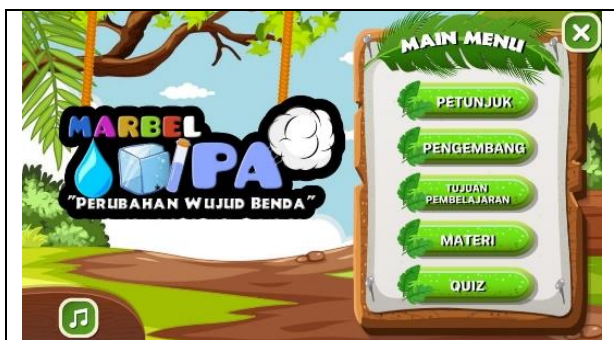 MARBEL
IPA
"PERUBAHAN WUJUD BENDA"
MAIN MENU
PETUNJUK
PENGEMBANG
TUJUAN
PEMBELAJARAN
MATERI
QUIZ